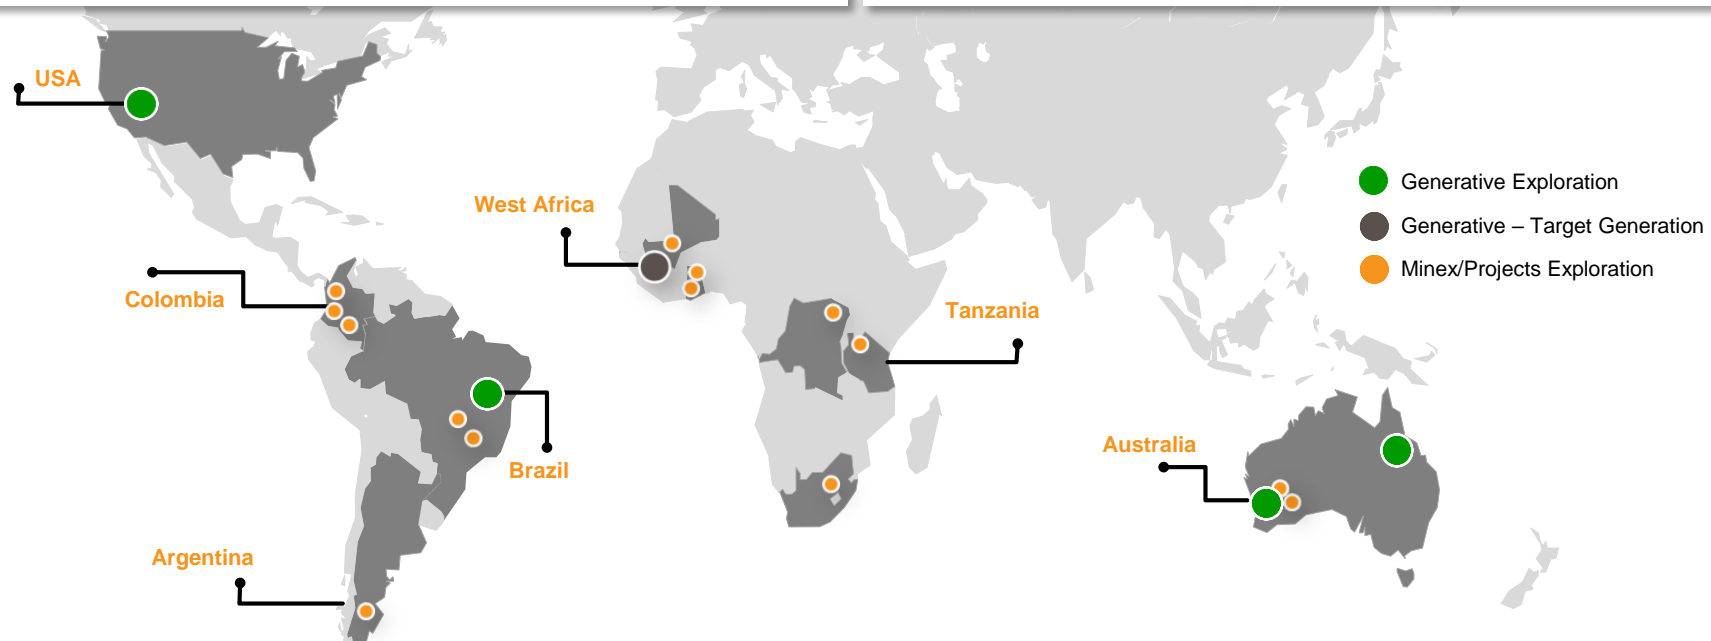 USA
West Africa
Generative Exploration
Generative – Target Generation
Minex/Projects Exploration
Colombia
Tanzania
Brazil
Australia
Argentina